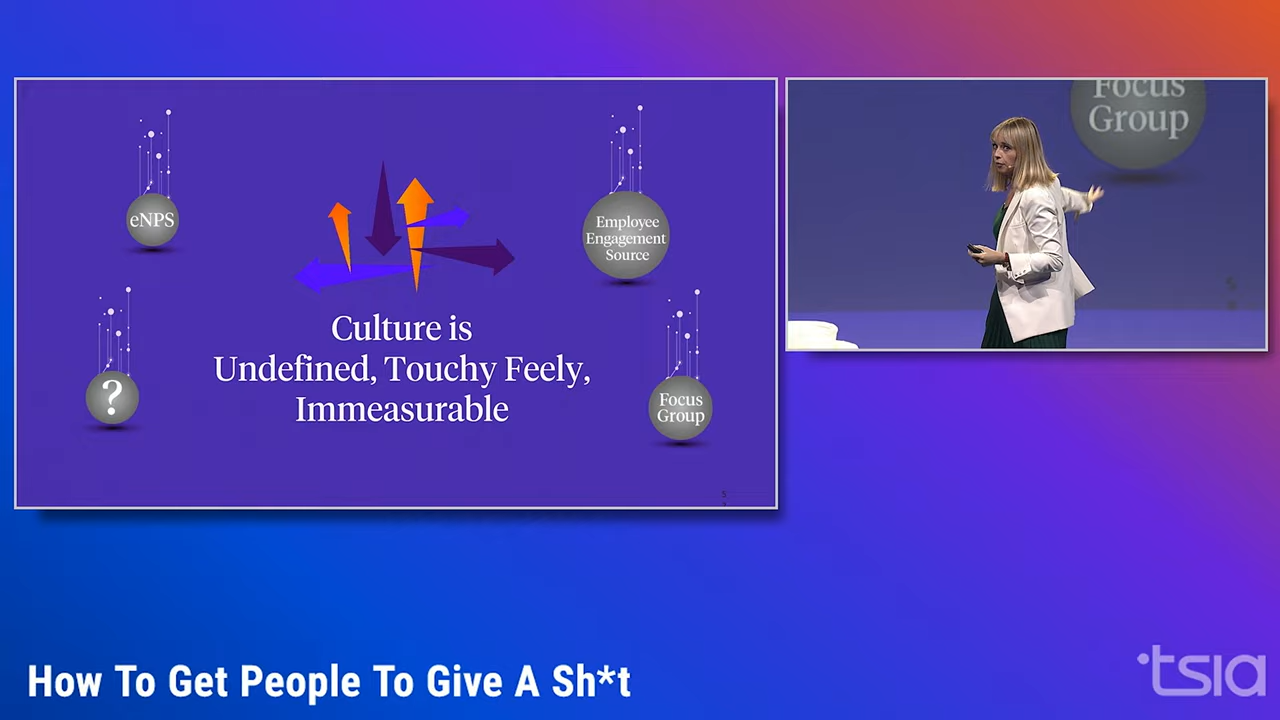 eNPS
Employee
Engagement
Source
Culture is
Undefined, Touchy Feely,
Immeasurable
?
Focus
Group
5
Focus
Group
How To Get People To Give A Sh*t
tsia